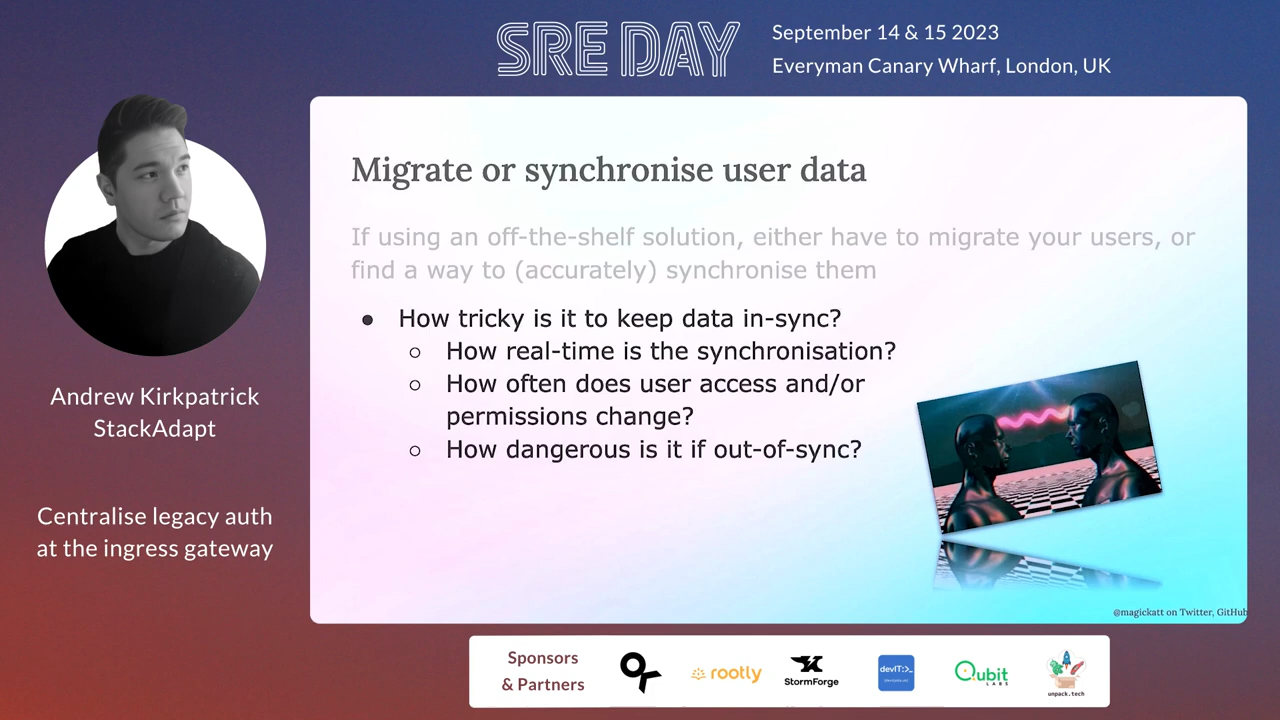 SRE DAY
September 14 & 15 2023
Everyman Canary Wharf, London, UK
Migrate or synchronise user data
If using an off-the-shelf solution, either have to migrate your users, or
find a way to (accurately) synchronise them
● How tricky is it to keep data in-sync?
○ How real-time is the synchronisation?
○ How often does user access and/or
permissions change?
○ How dangerous is it if out-of-sync?
@magickatt on Twitter, GitHub
Andrew Kirkpatrick
StackAdapt
Centralise legacy auth
at the ingress gateway
Sponsors
& Partners
rootly
StormForge
devIT:>_
Qubit
LABS
unpack.tech